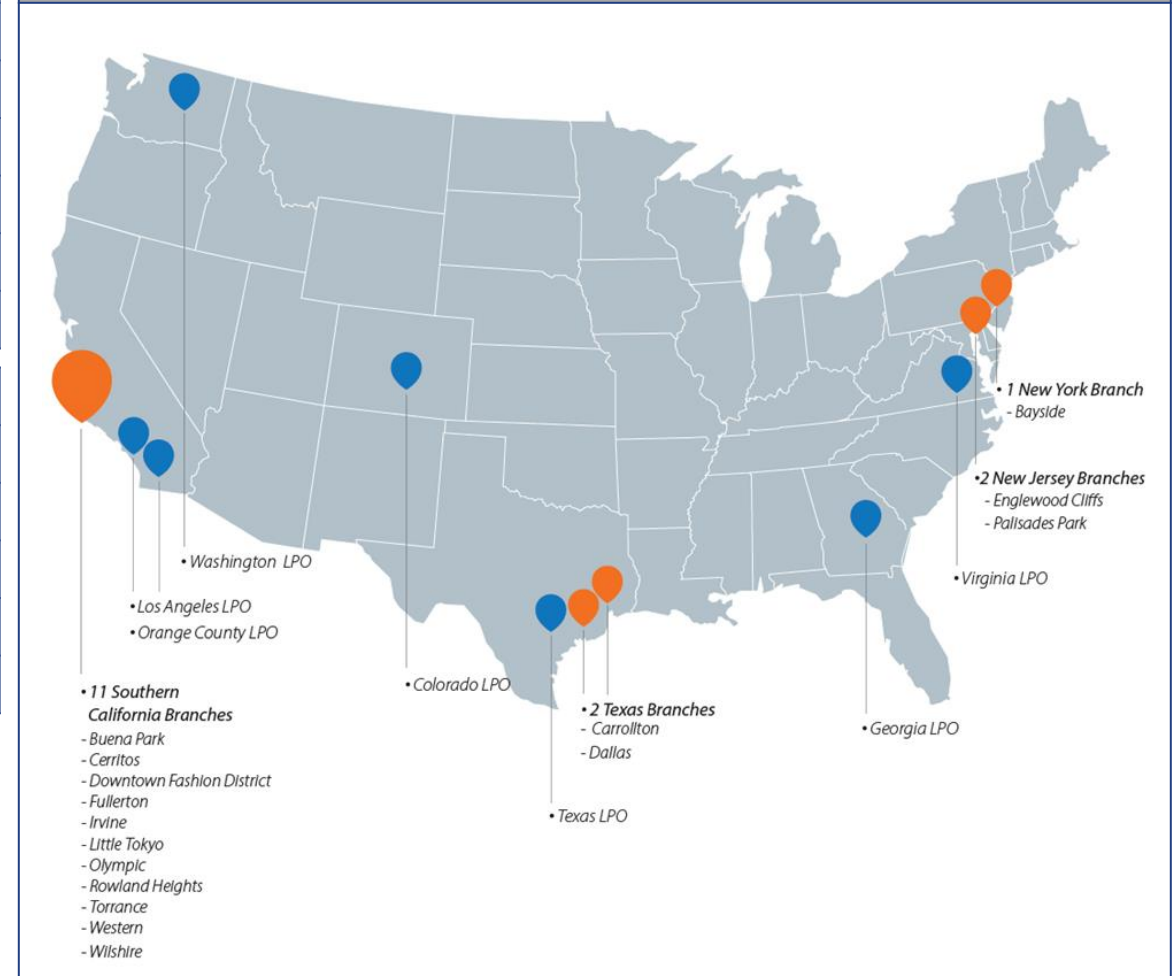 • 1 New York Branch
- Bayside
•2 New Jersey Branches
- Englewood Cliffs
- Palisades Park
• Washington LPO
• Virginia LPO
• Los Angeles LPO
• Orange County LPO
• Colorado LPO
• 11 Southern
California Branches
- Buena Park
- Cerritos
- Downtown Fashion District
- Fullerton
- Irvine
- Little Tokyo
- Olympic
- Rowland Heights
- Torrance
- Western
- Wilshire
• 2 Texas Branches
- Carrollton
- Dallas
• Georgia LPO
• Texas LPO